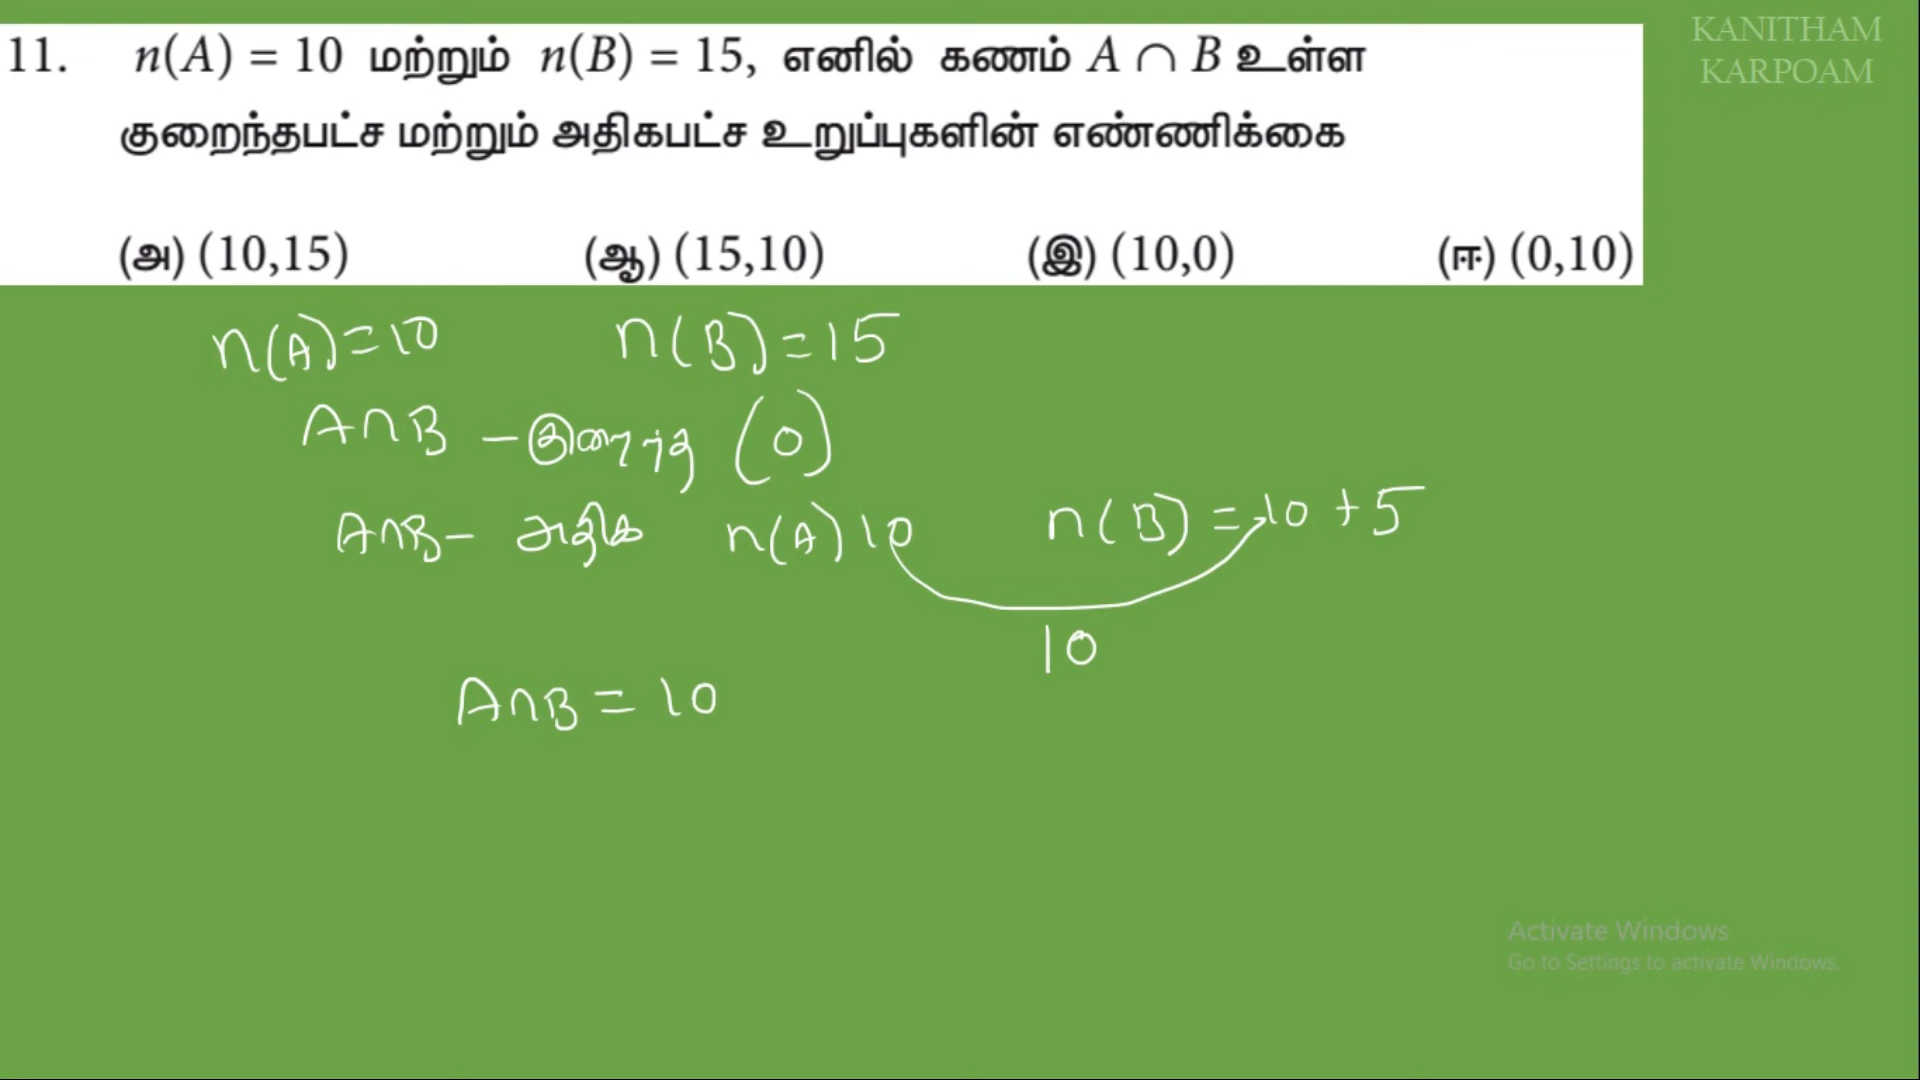 KANITHAM
KARPOAM
11. n(A) = 10 மற்றும் n(B) = 15, எனில் கணம் A ∩ B உள்ள
குறைந்தபட்ச மற்றும் அதிகபட்ச உறுப்புகளின் எண்ணிக்கை
(அ) (10,15) (ஆ) (15,10) (இ) (10,0) (ஈ) (0,10)
n(A)=10 n(B)=15
A∩B – குறைந்த (0)
A∩B – அதிக n(A) 10 n(B) = 10 + 5
10
A∩B = 10
Activate Windows
Go to Settings to activate Windows.